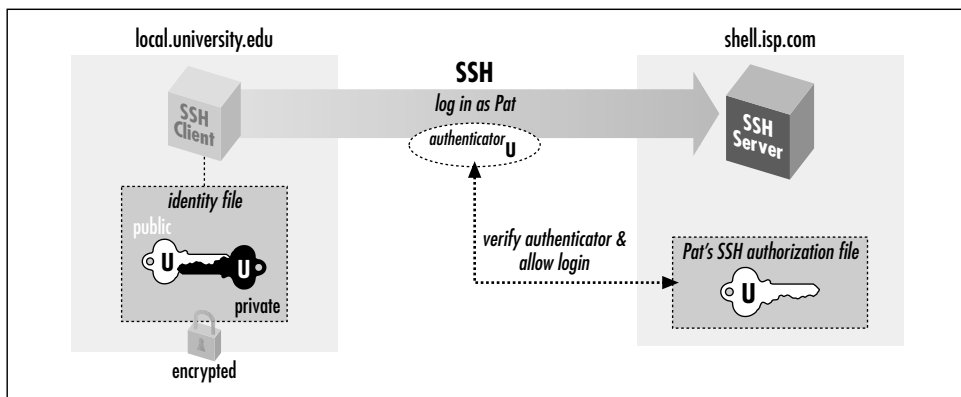 local.university.edu
shell.isp.com
SSH
log in as Pat
SSH
Client
SSH
Server
authenticator U
identity file
public
U
U
private
encrypted
verify authenticator &
allow login
Pat's SSH authorization file
U